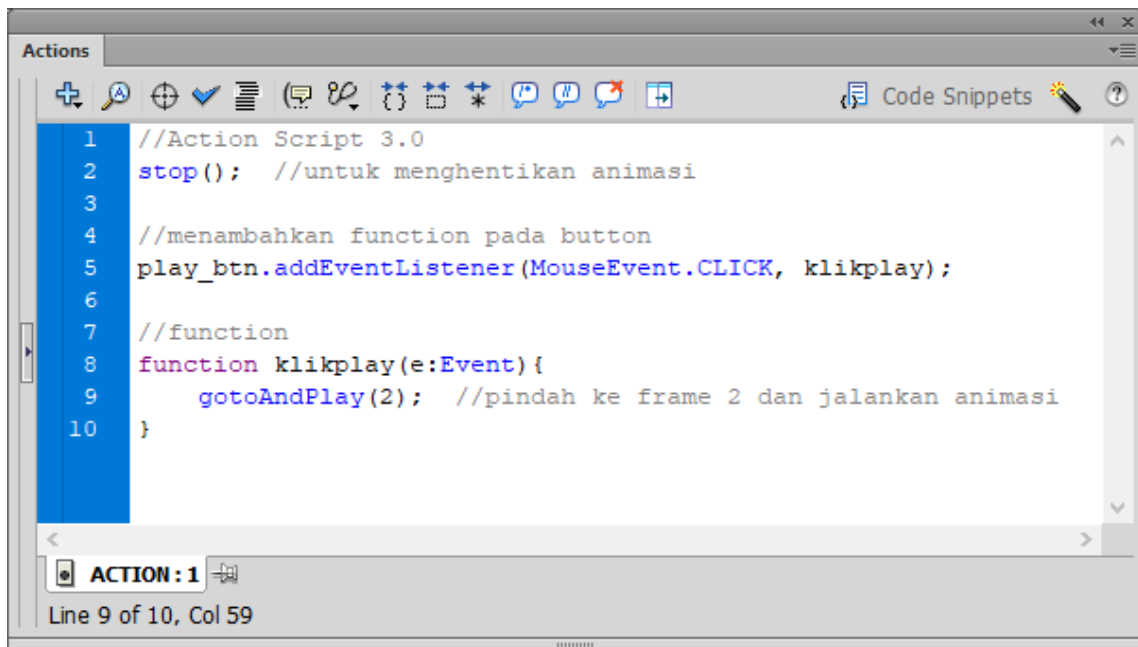 Actions
Code Snippets
1 //Action Script 3.0
2 stop();  //untuk menghentikan animasi
3
4 //menambahkan function pada button
5 play_btn.addEventListener(MouseEvent.CLICK, klikplay);
6
7 //function
8 function klikplay(e:Event){
9     gotoAndPlay(2);  //pindah ke frame 2 dan jalankan animasi
10 }
ACTION:1
Line 9 of 10, Col 59